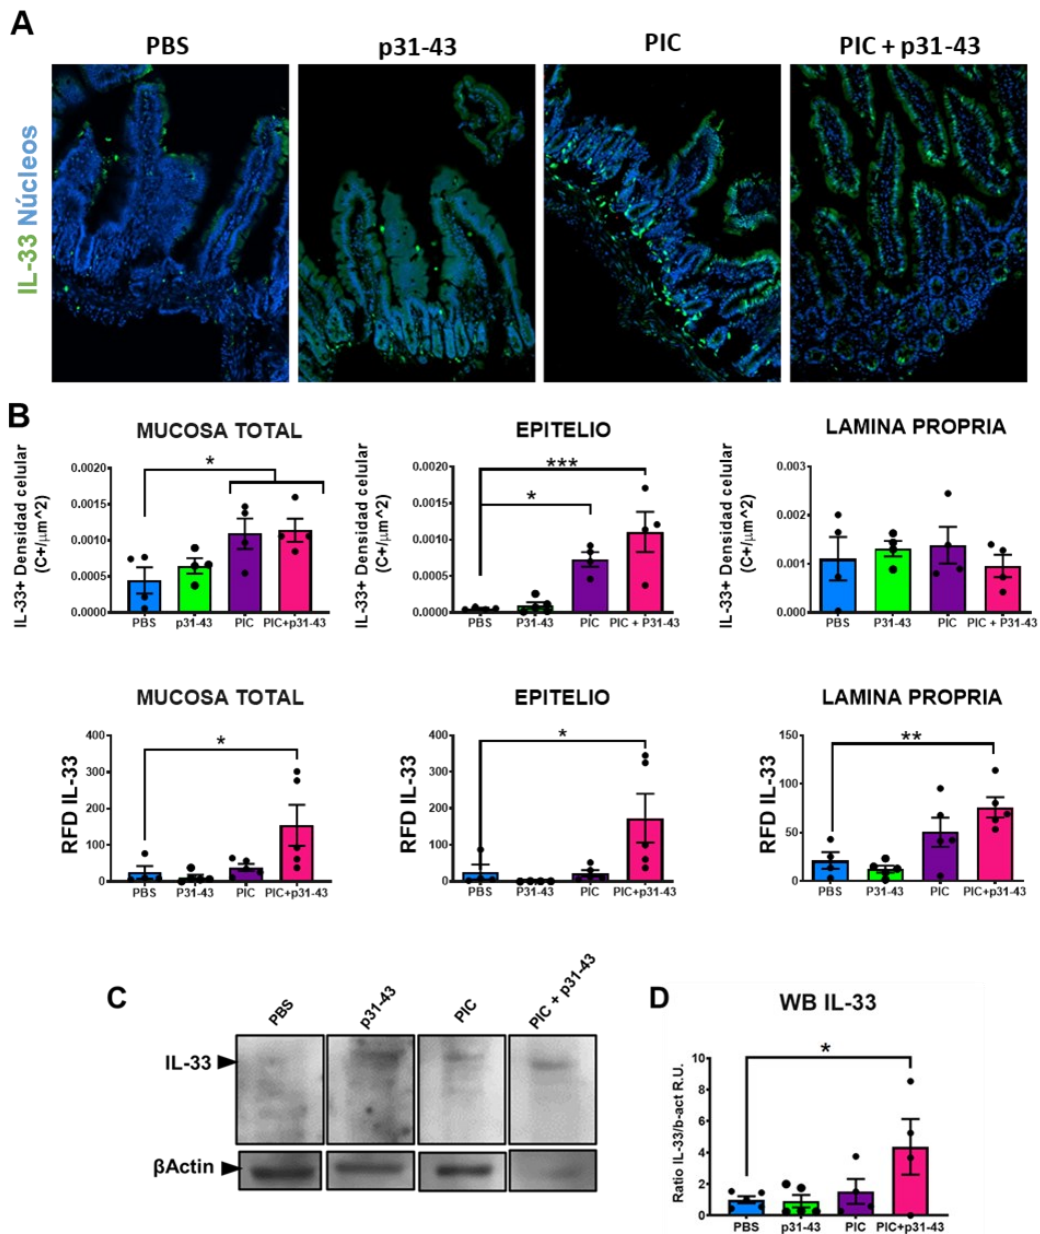 A
PBS
p31-43
PIC
PIC + p31-43
IL-33 Núcleos
B
MUCOSA TOTAL
IL-33+ Densidad celular
(C+/μm^2)
0.0020
0.0015
0.0010
0.0005
0.0000
*
PBS
p31-43
PIC
PIC+p31-43
EPITELIO
IL-33+ Densidad celular
(C+/μm^2)
0.0020
0.0015
0.0010
0.0005
0.0000
***
*
PBS
P31-43
PIC
PIC + P31-43
LAMINA PROPRIA
IL-33+ Densidad celular
(C+/μm^2)
0.003
0.002
0.001
0.000
PBS
P31-43
PIC
PIC + P31-43
MUCOSA TOTAL
RFD IL-33
400
300
200
100
0
*
PBS
P31-43
PIC
PIC+p31-43
EPITELIO
RFD IL-33
400
300
200
100
0
*
PBS
P31-43
PIC
PIC+p31-43
LAMINA PROPRIA
RFD IL-33
150
100
50
0
**
PBS
P31-43
PIC
PIC+p31-43
C
PBS
p31-43
PIC
PIC + p31-43
IL-33
βActin
D
WB IL-33
Ratio IL-33/b-act R.U.
10
8
6
4
2
0
*
PBS
p31-43
PIC
PIC+p31-43